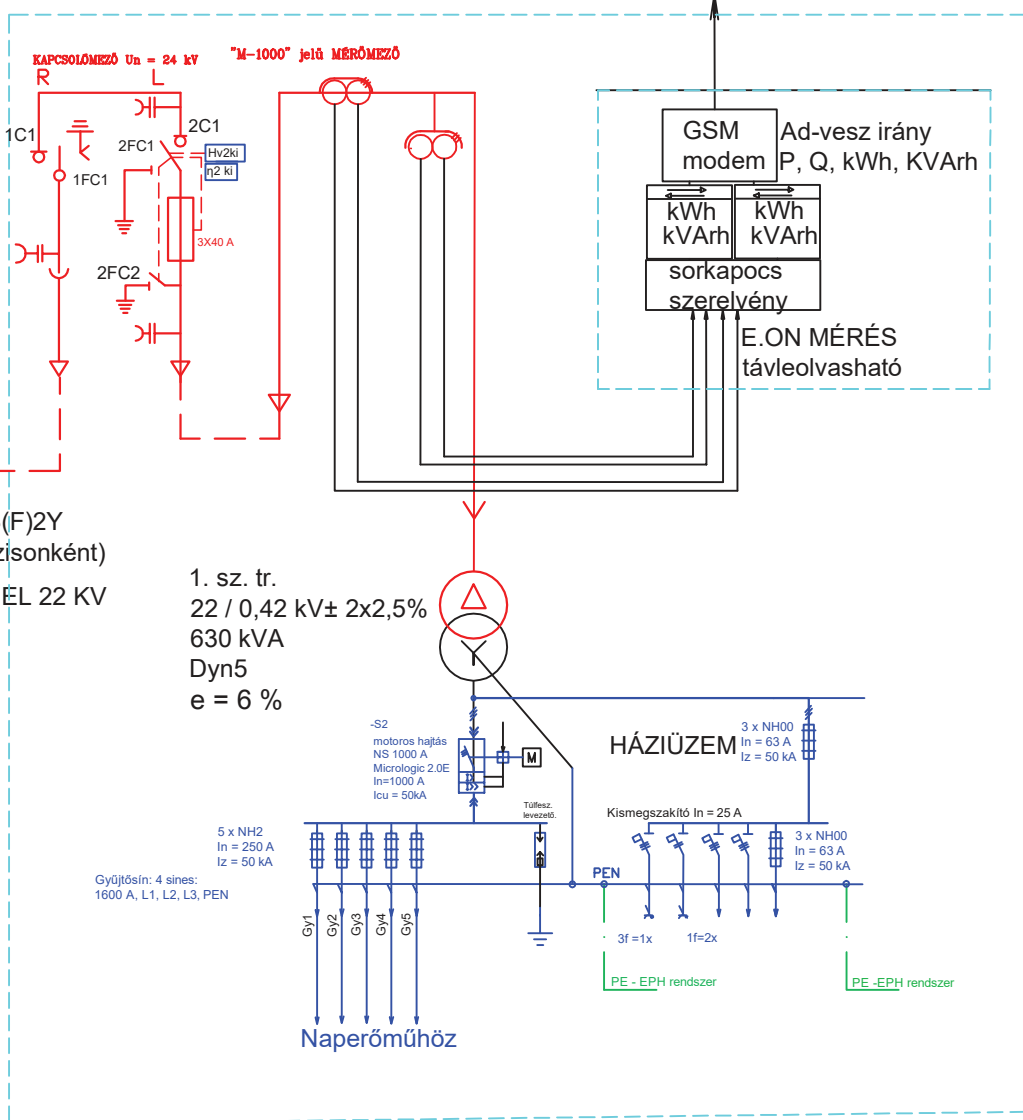 KAPCSOLÓMEZŐ Un = 24 kV
"M-1000" jelű MÉRŐMEZŐ
R
L
1C1
2C1
2FC1
1FC1
Hv2ki
η2 ki
3X40 A
2FC2
GSM
modem
Ad-vesz irány
P, Q, kWh, KVArh
kWh
kVArh
kWh
kVArh
sorkapocs
szerelvény
E.ON MÉRÉS
távleolvasható
(F)2Y
zisonként)
EL 22 KV
1. sz. tr.
22 / 0,42 kV± 2x2,5%
630 kVA
Dyn5
e = 6 %
-S2
motoros hajtás
NS 1000 A
Micrologic 2.0E
In=1000 A
Icu = 50kA
M
HÁZIÜZEM
3 x NH00
In = 63 A
Iz = 50 kA
Túlfesz.
levezető.
Kismegszakító In = 25 A
5 x NH2
In = 250 A
Iz = 50 kA
3 x NH00
In = 63 A
Iz = 50 kA
Gyűjtősín: 4 sines:
1600 A, L1, L2, L3, PEN
PEN
Gy1
Gy2
Gy3
Gy4
Gy5
3f =1x
1f=2x
PE - EPH rendszer
PE -EPH rendszer
Naperőműhöz